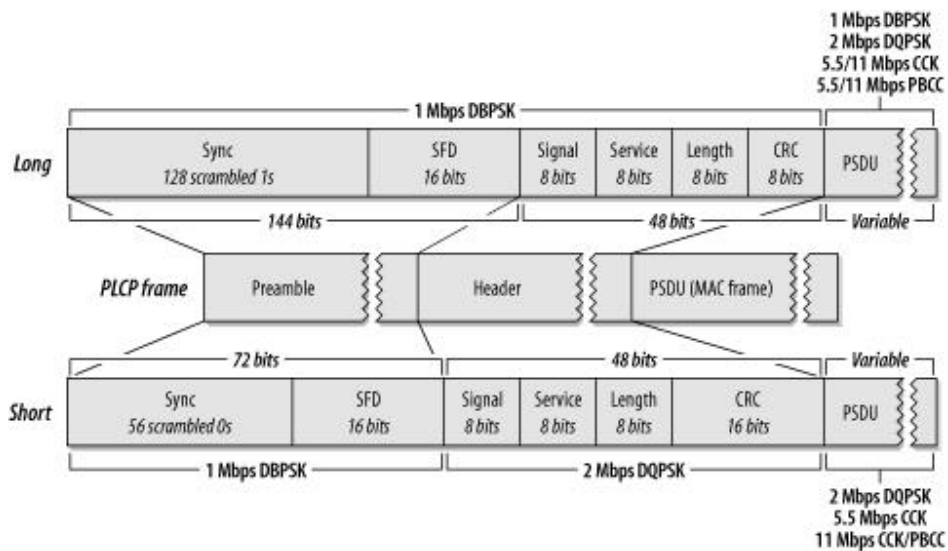 1 Mbps DBPSK
2 Mbps DQPSK
5.5/11 Mbps CCK
5.5/11 Mbps PBCC
1 Mbps DBPSK
Long
Sync
128 scrambled 1s
SFD
16 bits
Signal
8 bits
Service
8 bits
Length
8 bits
CRC
8 bits
PSDU
144 bits
48 bits
Variable
PLCP frame
Preamble
Header
PSDU (MAC frame)
72 bits
48 bits
Variable
Short
Sync
56 scrambled 0s
SFD
16 bits
Signal
8 bits
Service
8 bits
Length
8 bits
CRC
16 bits
PSDU
1 Mbps DBPSK
2 Mbps DQPSK
2 Mbps DQPSK
5.5 Mbps CCK
11 Mbps CCK/PBCC